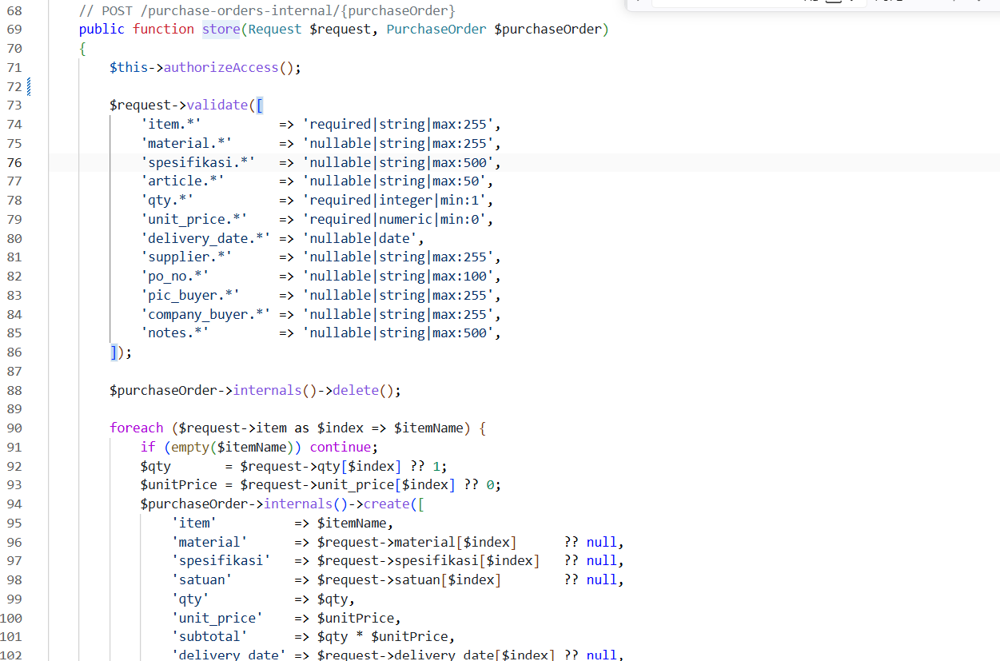 68 // POST /purchase-orders-internal/{purchaseOrder}
69 public function store(Request $request, PurchaseOrder $purchaseOrder)
70 {
71 $this->authorizeAccess();
72
73 $request->validate([
74 'item.*' => 'required|string|max:255',
75 'material.*' => 'nullable|string|max:255',
76 'spesifikasi.*' => 'nullable|string|max:500',
77 'article.*' => 'nullable|string|max:50',
78 'qty.*' => 'required|integer|min:1',
79 'unit_price.*' => 'required|numeric|min:0',
80 'delivery_date.*' => 'nullable|date',
81 'supplier.*' => 'nullable|string|max:255',
82 'po_no.*' => 'nullable|string|max:100',
83 'pic_buyer.*' => 'nullable|string|max:255',
84 'company_buyer.*' => 'nullable|string|max:255',
85 'notes.*' => 'nullable|string|max:500',
86 ]);
87
88 $purchaseOrder->internals()->delete();
89
90 foreach ($request->item as $index => $itemName) {
91 if (empty($itemName)) continue;
92 $qty = $request->qty[$index] ?? 1;
93 $unitPrice = $request->unit_price[$index] ?? 0;
94 $purchaseOrder->internals()->create([
95 'item' => $itemName,
96 'material' => $request->material[$index] ?? null,
97 'spesifikasi' => $request->spesifikasi[$index] ?? null,
98 'satuan' => $request->satuan[$index] ?? null,
99 'qty' => $qty,
100 'unit_price' => $unitPrice,
101 'subtotal' => $qty * $unitPrice,
102 'delivery_date' => $request->delivery_date[$index] ?? null,